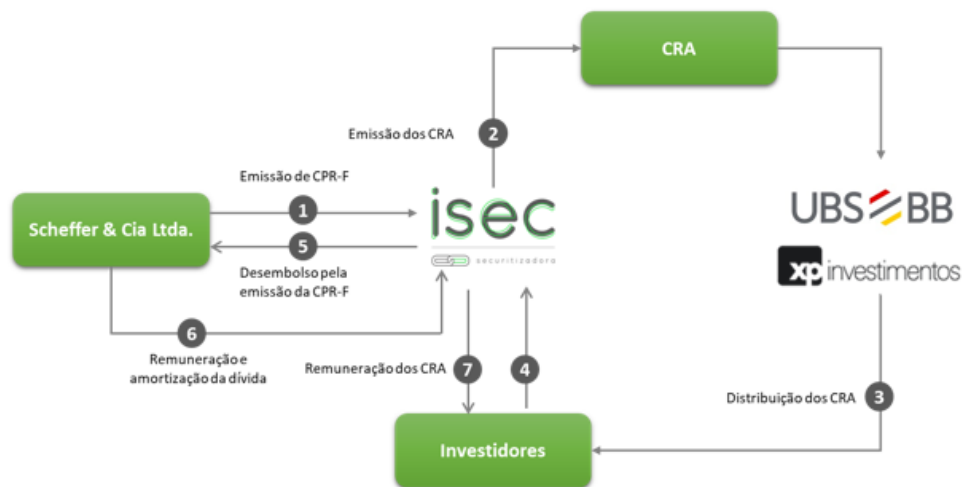 CRA
Emissão dos CRA
2
Emissão de CPR-F
1
isec
securitizadora
UBS BB
xp investimentos
Scheffer & Cia Ltda.
5
Desembolso pela
emissão da CPR-F
6
Remuneração e
amortização da dívida
Remuneração dos CRA
7
4
Distribuição dos CRA
3
Investidores